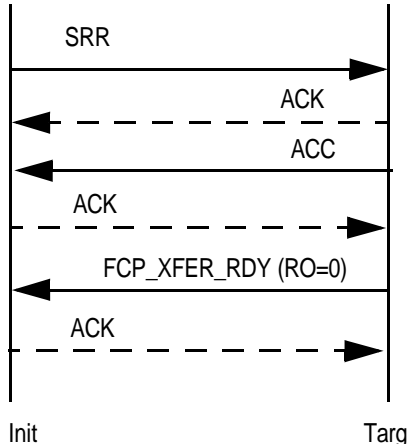 SRR
ACK
ACC
ACK
FCP_XFER_RDY (RO=0)
ACK
Init Targ